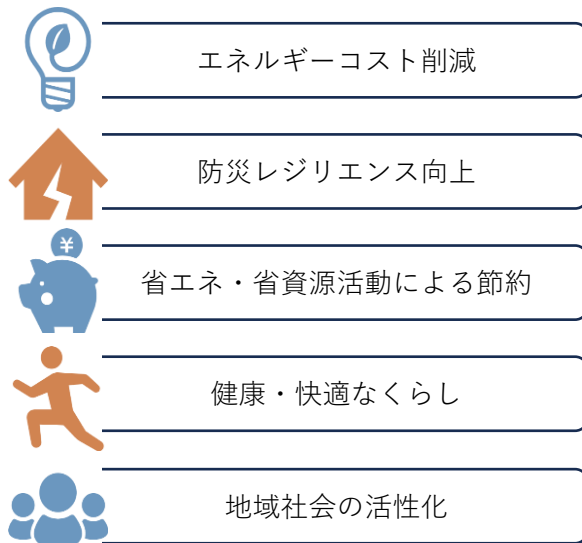 エネルギーコスト削減
防災レジリエンス向上
¥
省エネ・省資源活動による節約
健康・快適なくらし
地域社会の活性化